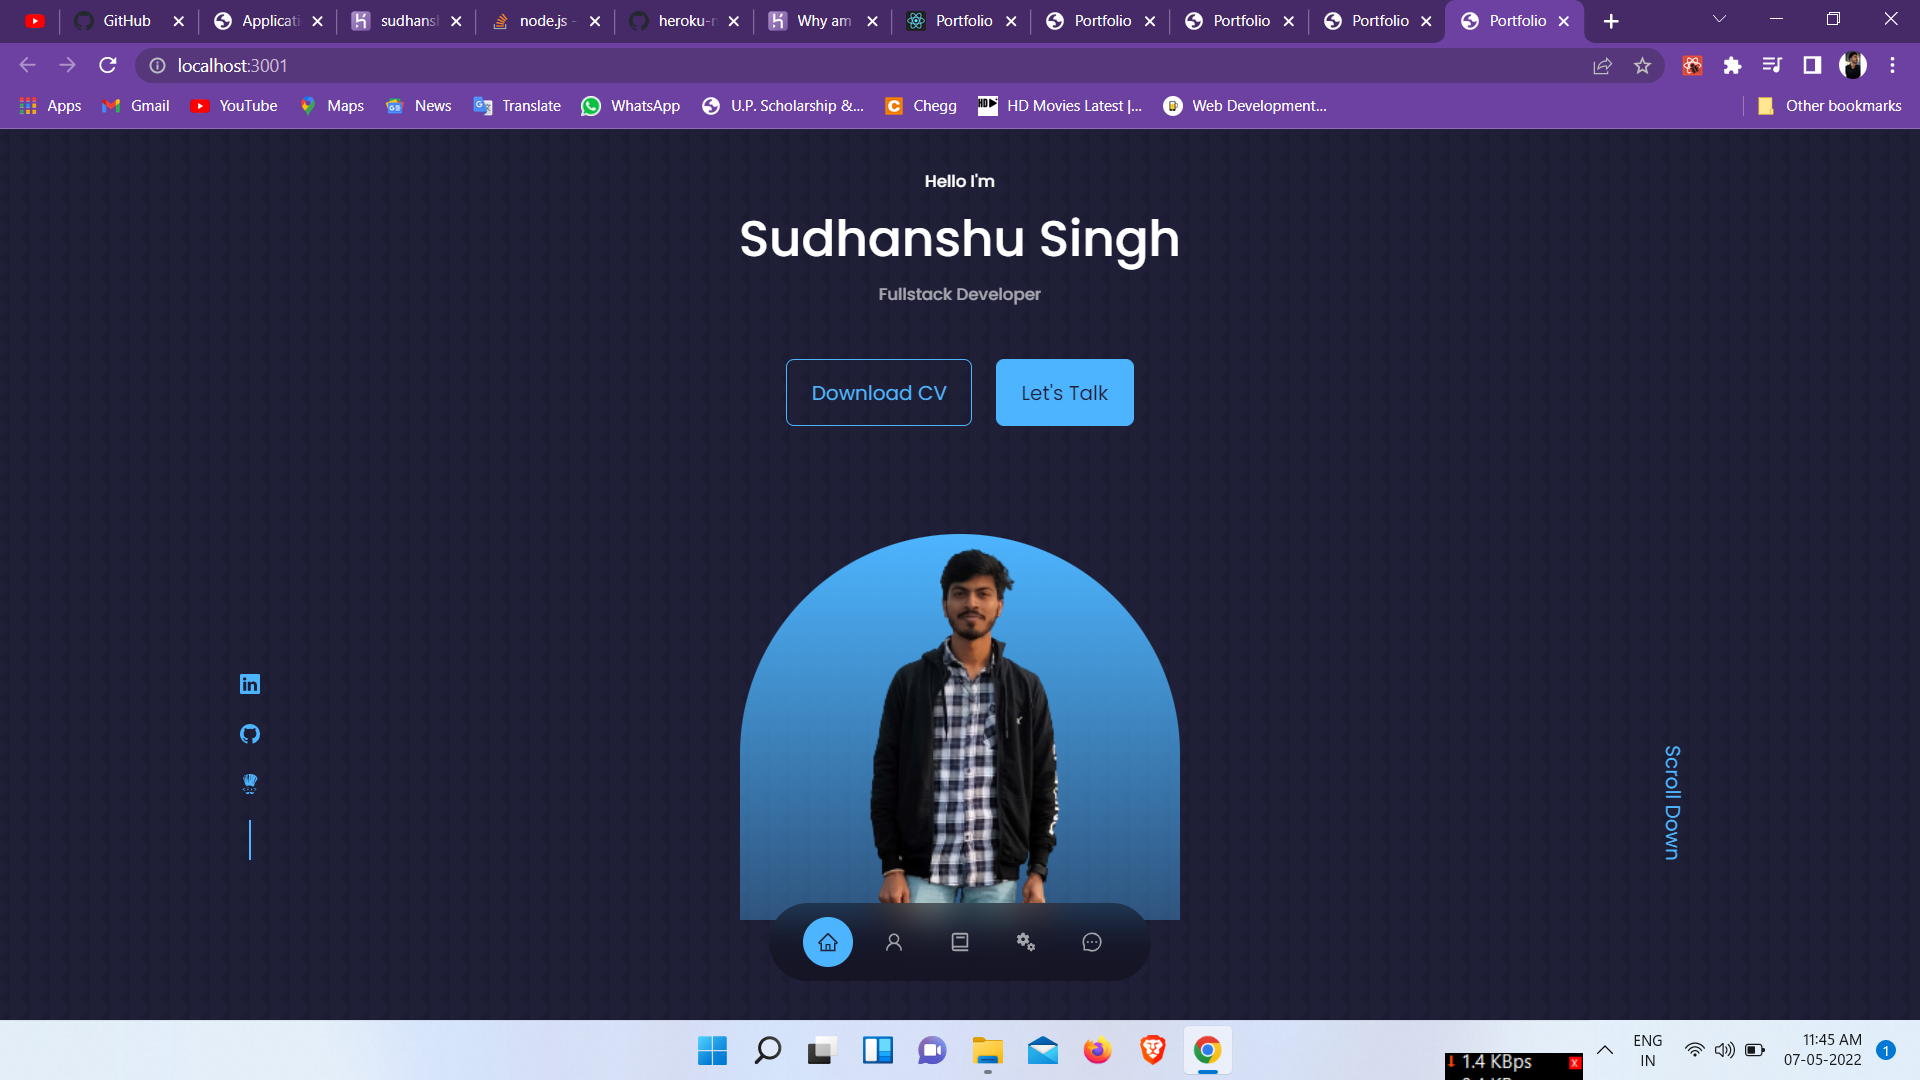 GitHub
Applicati
sudhansh
node.js -
heroku-n
Why am
Portfolio
Portfolio
Portfolio
Portfolio
Portfolio
localhost:3001
Apps
Gmail
YouTube
Maps
News
Translate
WhatsApp
U.P. Scholarship &...
Chegg
HD Movies Latest |...
Web Development...
Other bookmarks
Hello I'm
Sudhanshu Singh
Fullstack Developer
Download CV
Let's Talk
Scroll Down
1.4 KBps
ENG
IN
11:45 AM
07-05-2022
1